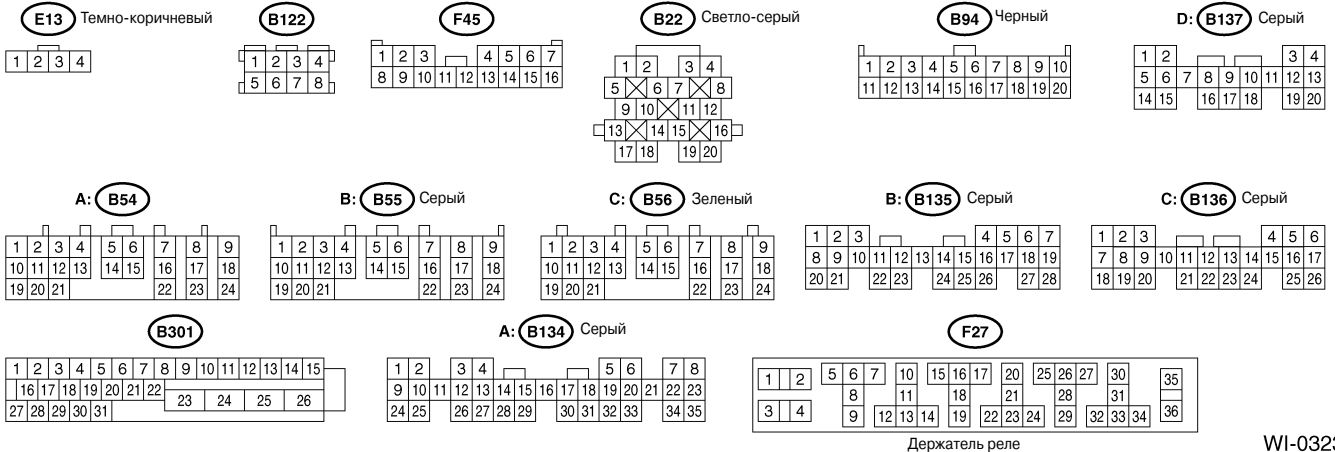 E13 Темно-коричневый B122 F45 B22 Светло-серый B94 Черный D: B137 Серый
1 2 3 4
1 2 3 4
5 6 7 8
1 2 3 4 5 6 7
8 9 10 11 12 13 14 15 16
1 2 3 4
5 6 7 8
9 10 11 12
13 14 15 16
17 18 19 20
1 2 3 4 5 6 7 8 9 10
11 12 13 14 15 16 17 18 19 20
1 2 3 4
5 6 7 8 9 10 11 12 13
14 15 16 17 18 19 20
A: B54 B: B55 Серый C: B56 Зеленый B: B135 Серый C: B136 Серый
1 2 3 4 5 6 7 8 9
10 11 12 13 14 15 16 17 18
19 20 21 22 23 24
1 2 3 4 5 6 7 8 9
10 11 12 13 14 15 16 17 18
19 20 21 22 23 24
1 2 3 4 5 6 7 8 9
10 11 12 13 14 15 16 17 18
19 20 21 22 23 24
1 2 3 4 5 6 7
8 9 10 11 12 13 14 15 16 17 18 19
20 21 22 23 24 25 26 27 28
1 2 3 4 5 6
7 8 9 10 11 12 13 14 15 16 17
18 19 20 21 22 23 24 25 26
B301 A: B134 Серый F27
1 2 3 4 5 6 7 8 9 10 11 12 13 14 15
16 17 18 19 20 21 22
23 24 25 26
27 28 29 30 31
1 2 3 4 5 6 7 8
9 10 11 12 13 14 15 16 17 18 19 20 21 22 23
24 25 26 27 28 29 30 31 32 33 34 35
1 2 5 6 7 10 15 16 17 20 25 26 27 30 35
8 11 18 21 28 31
3 4 9 12 13 14 19 22 23 24 29 32 33 34 36
Держатель реле
WI-0323